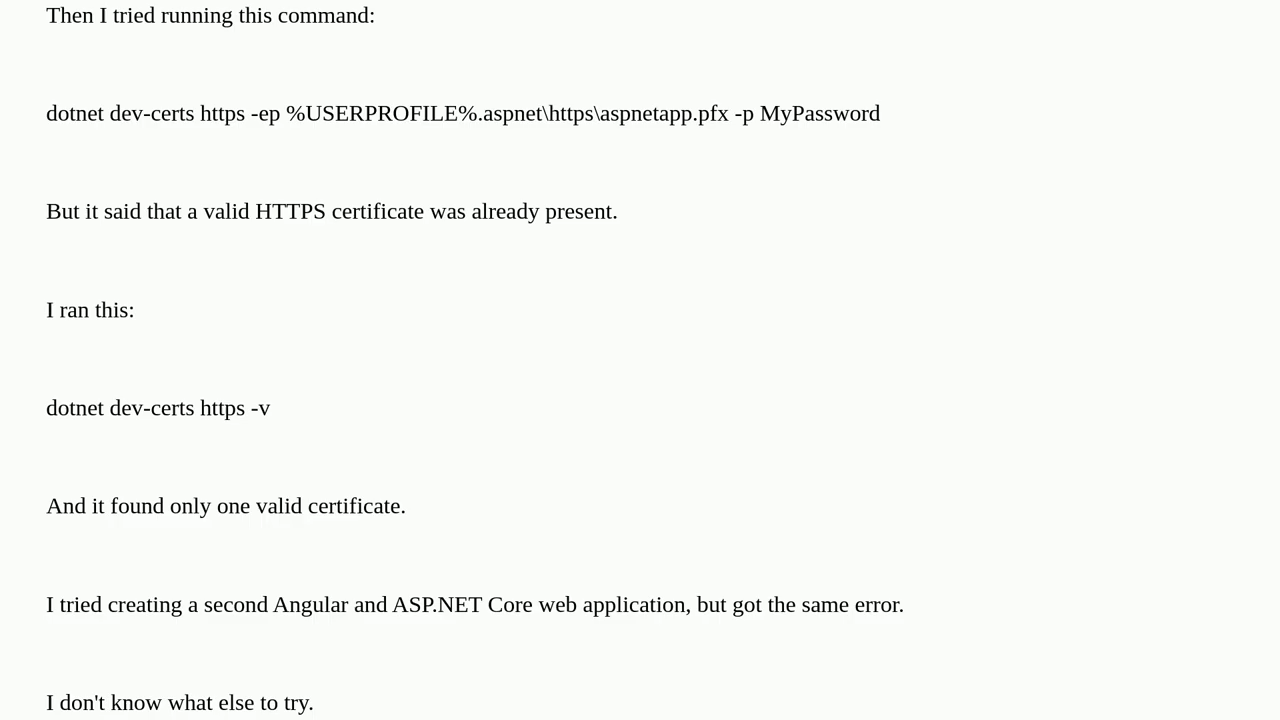 Then I tried running this command:
dotnet dev-certs https -ep %USERPROFILE%.aspnet\https\aspnetapp.pfx -p MyPassword
But it said that a valid HTTPS certificate was already present.
I ran this:
dotnet dev-certs https -v
And it found only one valid certificate.
I tried creating a second Angular and ASP.NET Core web application, but got the same error.
I don't know what else to try.